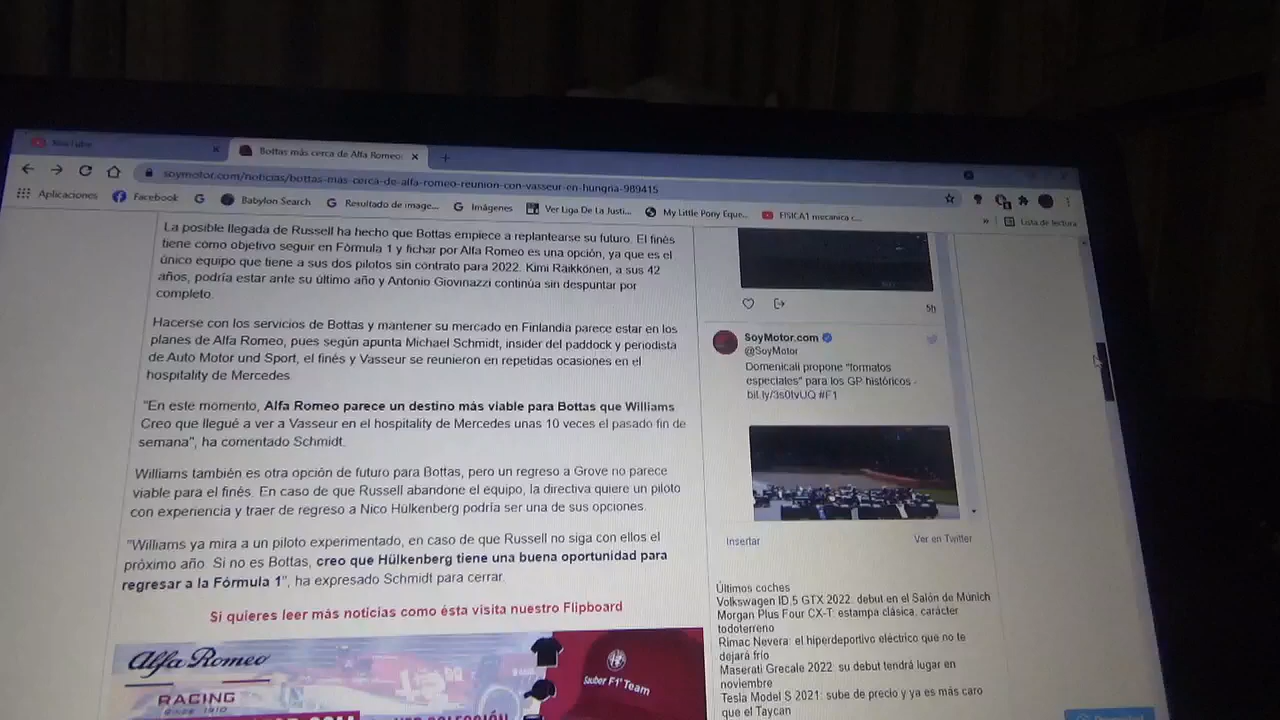 YouTube
Bottas más cerca de Alfa Romeo:
soymotor.com/noticias/bottas-mas-cerca-de-alfa-romeo-reunion-con-vasseur-en-hungria-989415
Aplicaciones
Facebook
Babylon Search
Resultado de image...
Imágenes
Ver Liga De La Justi...
My Little Pony Eque...
FISICA1 mecanica c...
»
Lista de lectura
La posible llegada de Russell ha hecho que Bottas empiece a replantearse su futuro. El finés
tiene como objetivo seguir en Fórmula 1 y fichar por Alfa Romeo es una opción, ya que es el
único equipo que tiene a sus dos pilotos sin contrato para 2022. Kimi Raikkönen, a sus 42
años, podría estar ante su último año y Antonio Giovinazzi continúa sin despuntar por
completo.
Hacerse con los servicios de Bottas y mantener su mercado en Finlandia parece estar en los
planes de Alfa Romeo, pues según apunta Michael Schmidt, insider del paddock y periodista
de Auto Motor und Sport, el finés y Vasseur se reunieron en repetidas ocasiones en el
hospitality de Mercedes
"En este momento, Alfa Romeo parece un destino más viable para Bottas que Williams
Creo que llegué a ver a Vasseur en el hospitality de Mercedes unas 10 veces el pasado fin de
semana", ha comentado Schmidt.
Williams también es otra opción de futuro para Bottas, pero un regreso a Grove no parece
viable para el finés. En caso de que Russell abandone el equipo, la directiva quiere un piloto
con experiencia y traer de regreso a Nico Hülkenberg podría ser una de sus opciones.
"Williams ya mira a un piloto experimentado, en caso de que Russell no siga con ellos el
próximo año. Si no es Bottas, creo que Hülkenberg tiene una buena oportunidad para
regresar a la Fórmula 1", ha expresado Schmidt para cerrar.
Si quieres leer más noticias como ésta visita nuestro Flipboard
Alfa Romeo
RACING
SINCE 1910
Sauber F1 Team
5h
SoyMotor.com
@SoyMotor
Domenicali propone "formatos
especiales" para los GP históricos -
bit.ly/3s0IvUQ #F1
Insertar
Ver en Twitter
Últimos coches
Volkswagen ID.5 GTX 2022: debut en el Salón de Múnich
Morgan Plus Four CX-T: estampa clásica, carácter
todoterreno
Rimac Nevera: el hiperdeportivo eléctrico que no te
dejará frío
Maserati Grecale 2022: su debut tendrá lugar en
noviembre
Tesla Model S 2021: sube de precio y ya es más caro
que el Taycan